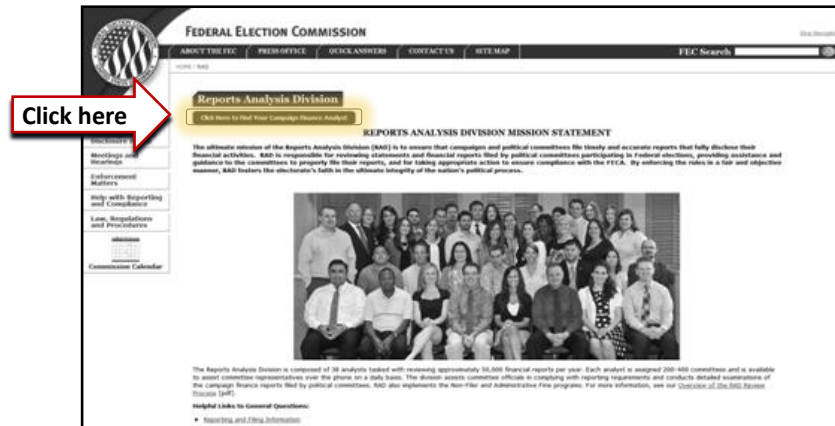 FEDERAL ELECTION COMMISSION
ABOUT THE FEC PRESS OFFICE QUICK ANSWERS CONTACT US SITE MAP FEC Search
HOME / RAD
Reports Analysis Division
Click Here to Find Your Campaign Finance Analyst
Click here
REPORTS ANALYSIS DIVISION MISSION STATEMENT
The ultimate mission of the Reports Analysis Division (RAD) is to ensure that campaigns and political committees file timely and accurate reports that fully disclose their
financial activities. RAD is responsible for reviewing statements and financial reports filed by political committees participating in Federal elections, providing assistance and
guidance to the committees to properly file their reports, and for taking appropriate action to ensure compliance with the FECA. By enforcing the rules in a fair and objective
manner, RAD fosters the electorate's faith in the ultimate integrity of the nation's political process.
Meetings and
Hearings
Enforcement
Matters
Help with Reporting
and Compliance
Law, Regulations
and Procedures
Commission Calendar
The Reports Analysis Division is composed of 38 analysts tasked with reviewing approximately 50,000 financial reports per year. Each analyst is assigned 200-400 committees and is available
to assist committee representatives over the phone on a daily basis. The division assists committee officials in complying with reporting requirements and conducts detailed examinations of
the campaign finance reports filed by political committees. RAD also implements the Non-Filer and Administrative Fine programs. For more information, see our Overview of the RAD Review
Process [pdf].
Helpful Links to General Questions:
Reporting and Filing Information